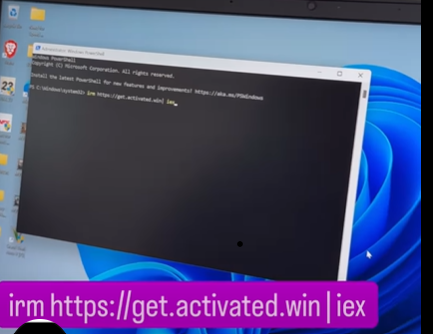 Administrator: Windows PowerShell
Windows PowerShell
Copyright (C) Microsoft Corporation. All rights reserved.
Install the latest PowerShell for new features and improvements! https://aka.ms/PSWindows
PS C:\Windows\system32> irm https://get.activated.win| iex
irm https://get.activated.win | iex